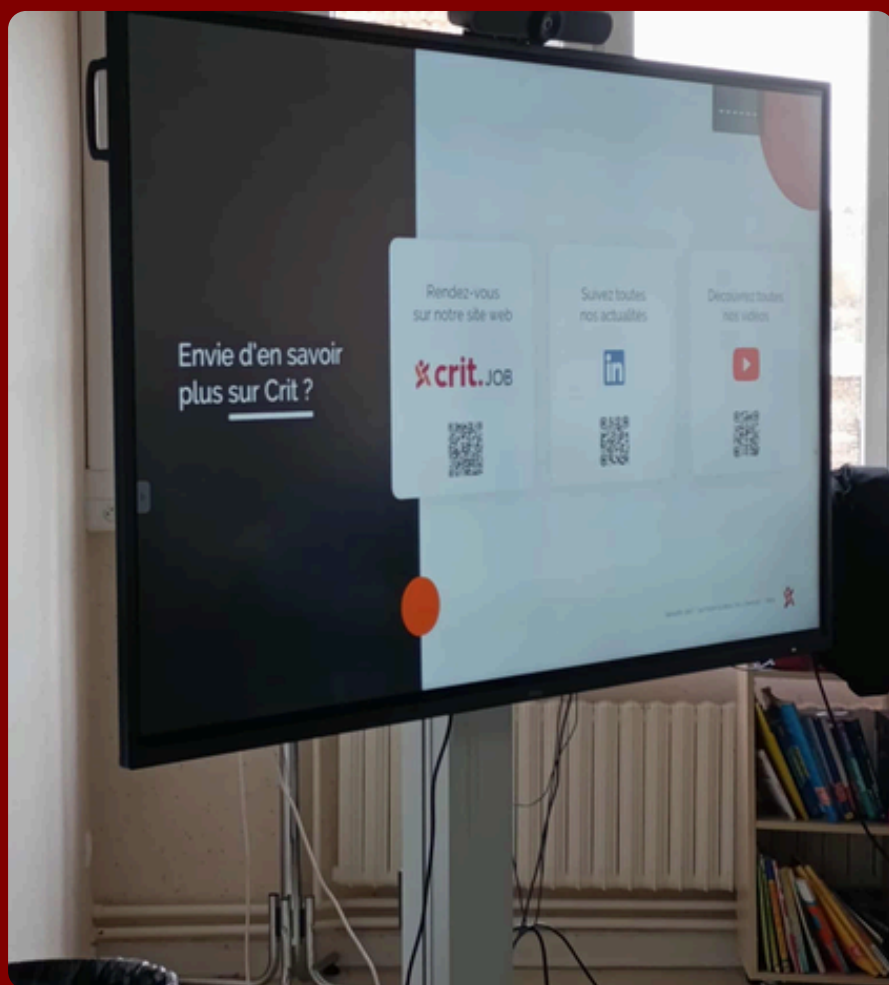 Envie d'en savoir
plus sur Crit ?
Rendez-vous
sur notre site web
crit.JOB
Suivez toutes
nos actualités
in
Découvrez toutes
nos vidéos